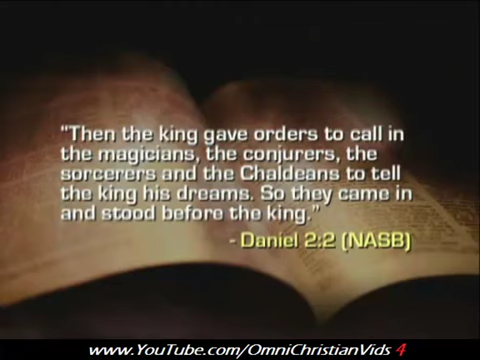 "Then the king gave orders to call in
the magicians, the conjurers, the
sorcerers and the Chaldeans to tell
the king his dreams. So they came in
and stood before the king."
- Daniel 2:2 (NASB)
www.YouTube.com/OmniChristianVids 4